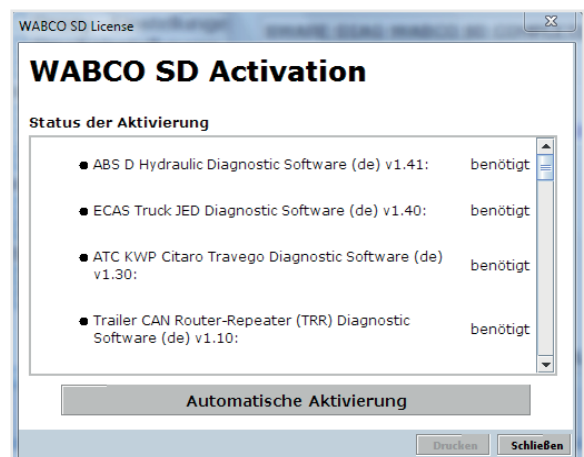 WABCO SD License
WABCO SD Activation
Status der Aktivierung
● ABS D Hydraulic Diagnostic Software (de) v1.41: benötigt
● ECAS Truck JED Diagnostic Software (de) v1.40: benötigt
● ATC KWP Citaro Travego Diagnostic Software (de)
v1.30: benötigt
● Trailer CAN Router-Repeater (TRR) Diagnostic
Software (de) v1.10: benötigt
Automatische Aktivierung
Drucken Schließen